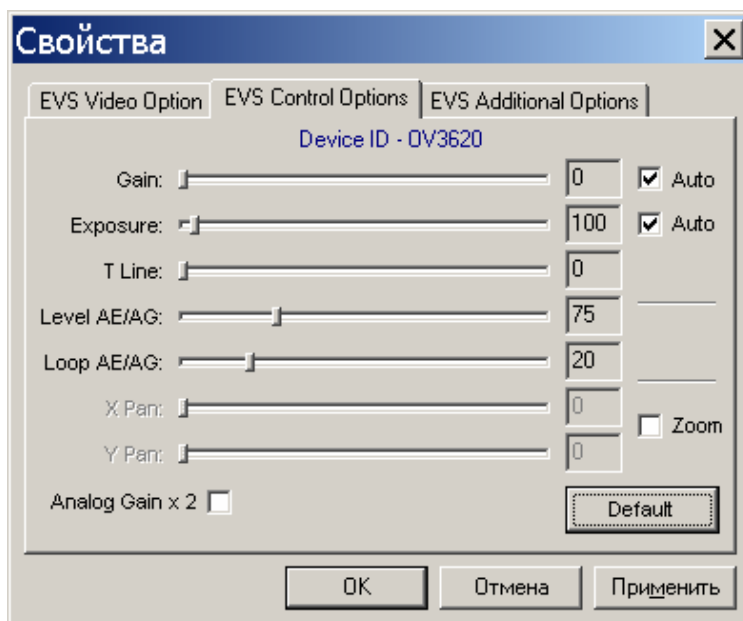 Свойства
EVS Video Option EVS Control Options EVS Additional Options
Device ID - OV3620
Gain: 0 Auto
Exposure: 100 Auto
T Line: 0
Level AE/AG: 75
Loop AE/AG: 20
X Pan: 0
Zoom
Y Pan: 0
Analog Gain x 2
Default
OK Отмена Применить